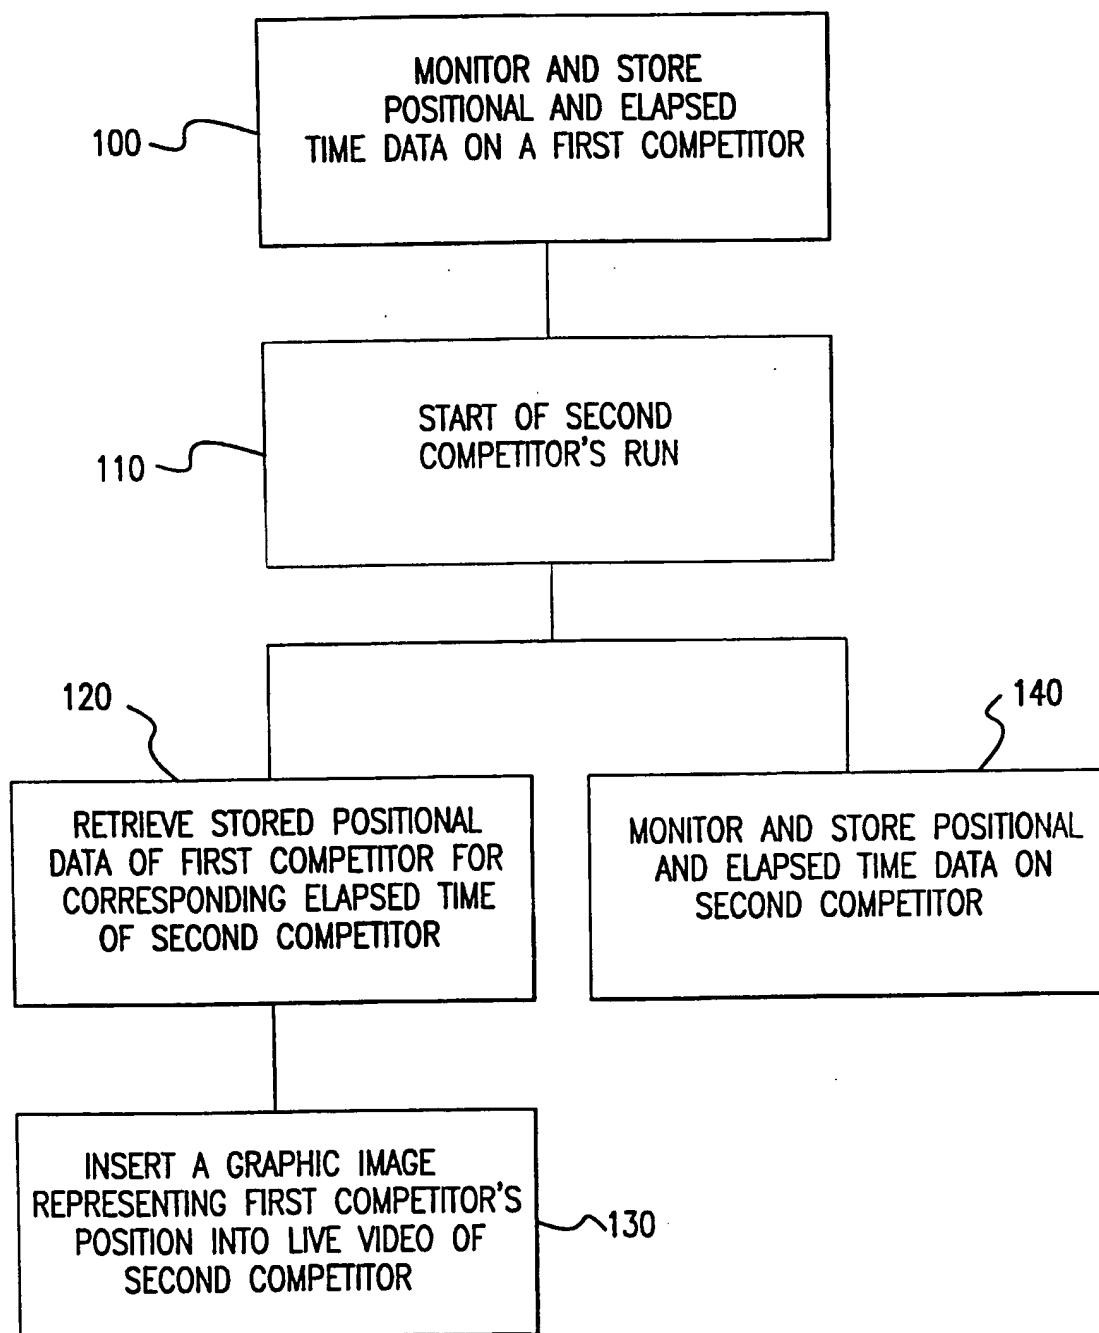 MONITOR AND STORE
POSITIONAL AND ELAPSED
TIME DATA ON A FIRST COMPETITOR
100
START OF SECOND
COMPETITOR'S RUN
110
120
140
RETRIEVE STORED POSITIONAL
DATA OF FIRST COMPETITOR FOR
CORRESPONDING ELAPSED TIME
OF SECOND COMPETITOR
MONITOR AND STORE POSITIONAL
AND ELAPSED TIME DATA ON
SECOND COMPETITOR
INSERT A GRAPHIC IMAGE
REPRESENTING FIRST COMPETITOR'S
POSITION INTO LIVE VIDEO OF
SECOND COMPETITOR
130